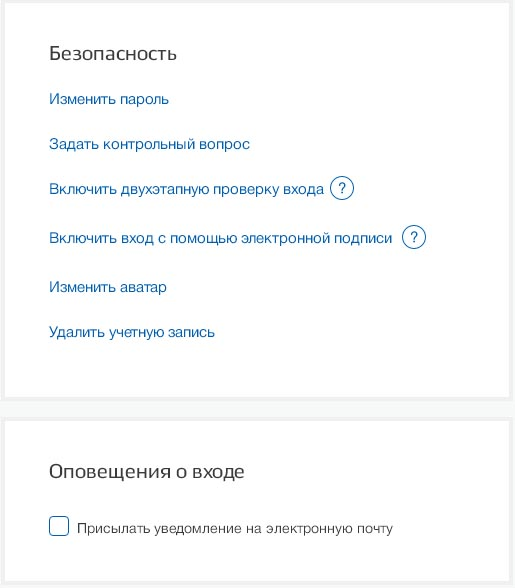 Безопасность
Изменить пароль
Задать контрольный вопрос
Включить двухэтапную проверку входа ?
Включить вход с помощью электронной подписи ?
Изменить аватар
Удалить учетную запись
Оповещения о входе
Присылать уведомление на электронную почту